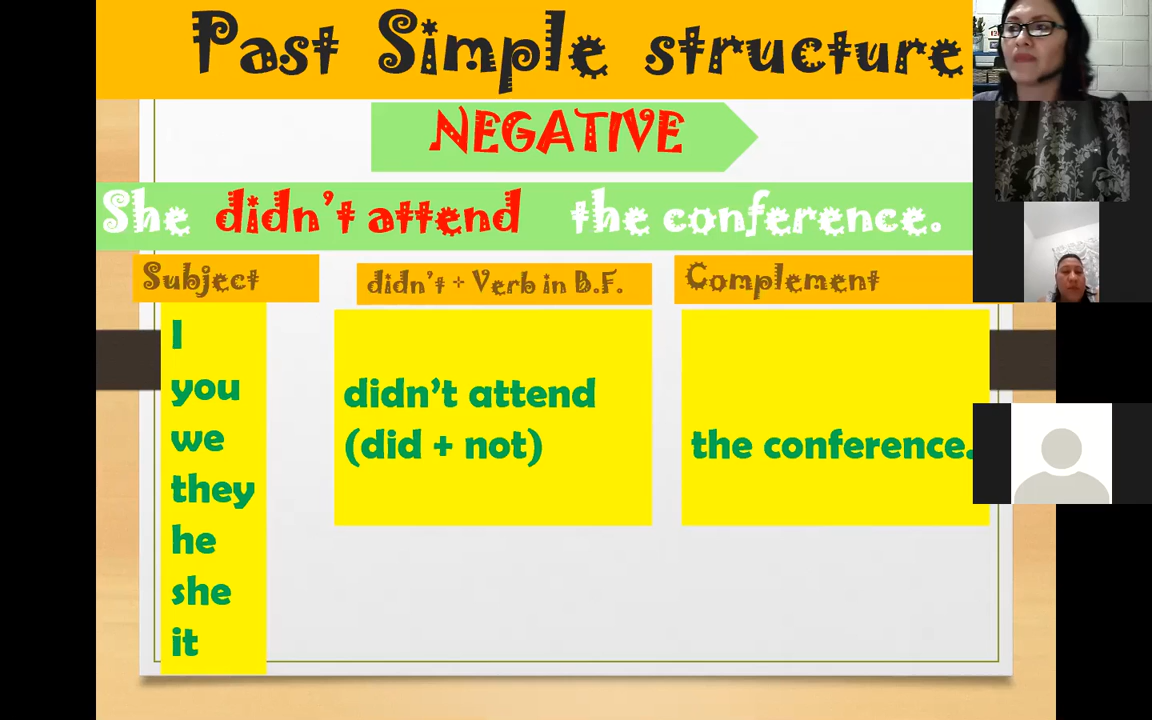 Past Simple structure
NEGATIVE
She didn't attend the conference.
Subject
didn't + Verb in B.F.
Complement
I
you
we
they
he
she
it
didn't attend
(did + not)
the conference.